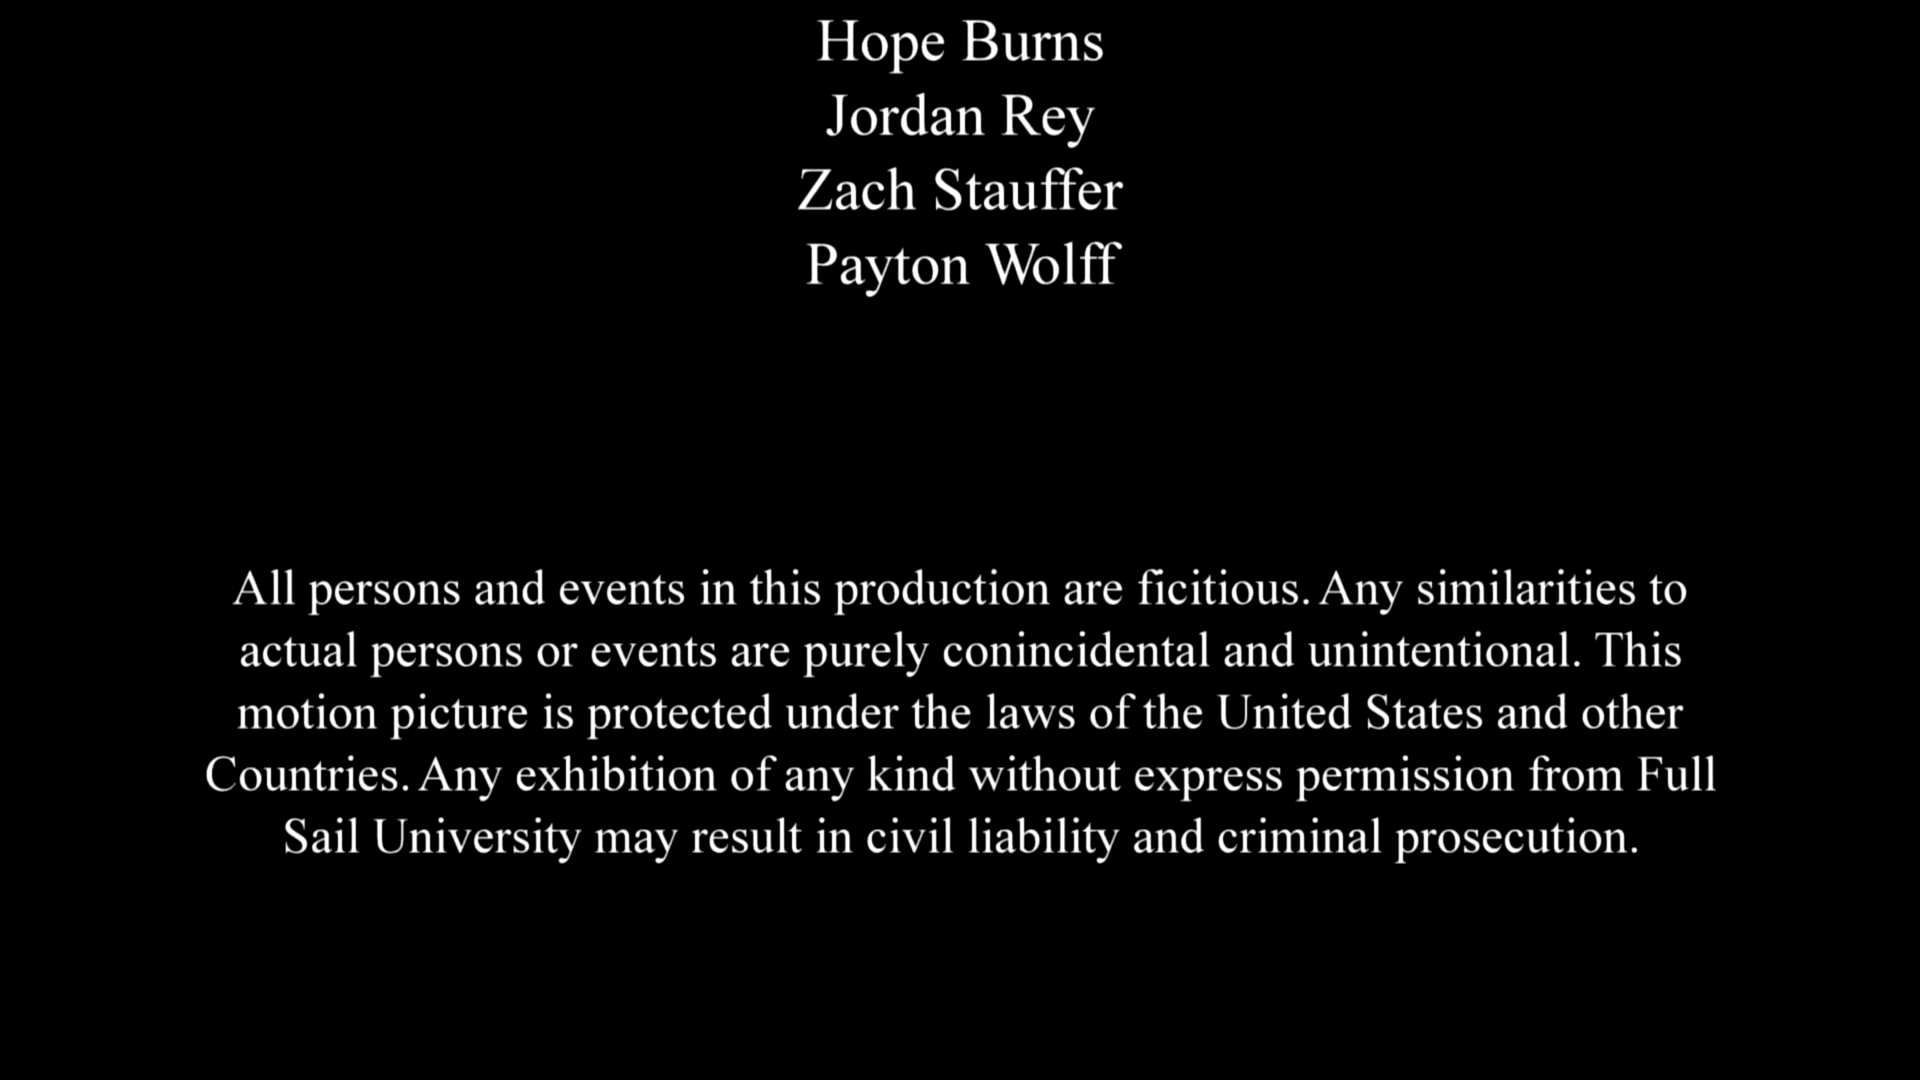 Hope Burns
Jordan Rey
Zach Stauffer
Payton Wolff
All persons and events in this production are ficitious. Any similarities to
actual persons or events are purely conincidental and unintentional. This
motion picture is protected under the laws of the United States and other
Countries. Any exhibition of any kind without express permission from Full
Sail University may result in civil liability and criminal prosecution.